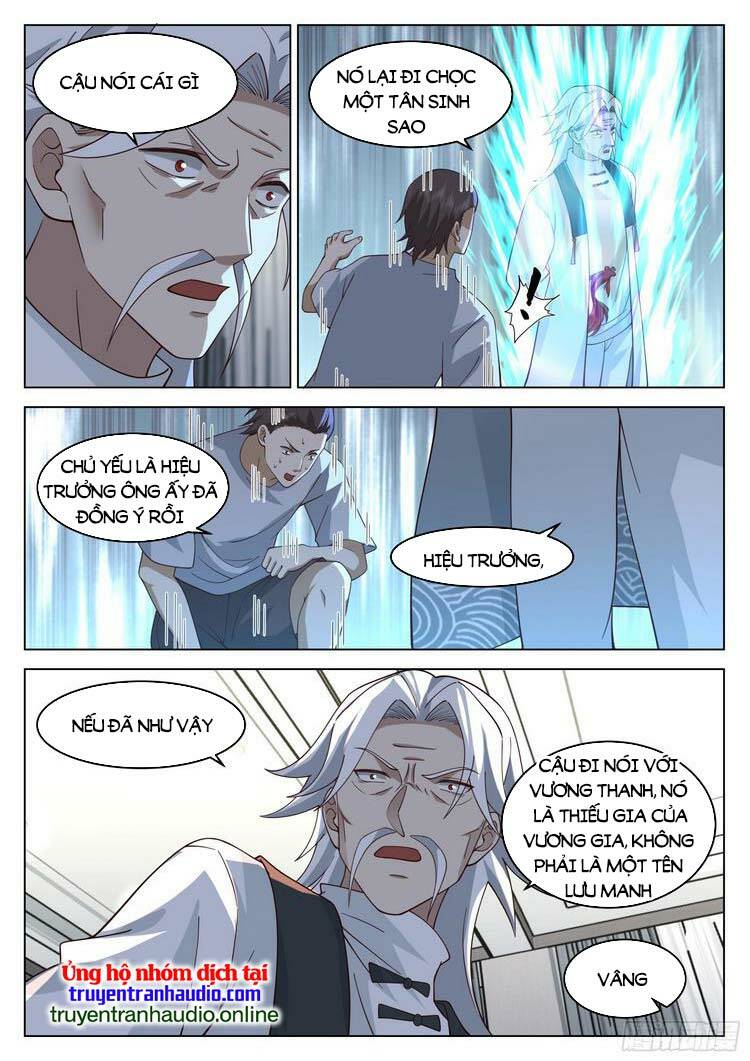 CẬU NÓI CÁI GÌ
NÓ LẠI ĐI CHỌC
MỘT TÂN SINH
SAO
!
CHỦ YẾU LÀ HIỆU
TRƯỞNG ÔNG ẤY ĐÃ
ĐỒNG Ý RỒI
HIỆU TRƯỞNG,
NẾU ĐÃ NHƯ VẬY
CẬU ĐI NÓI VỚI
VƯƠNG THANH, NÓ
LÀ THIẾU GIA CỦA
VƯƠNG GIA, KHÔNG
PHẢI LÀ MỘT TÊN
LƯU MANH
VÂNG
Ủng hộ nhóm dịch tại
truyentranhaudio.com
truyentranhaudio.online